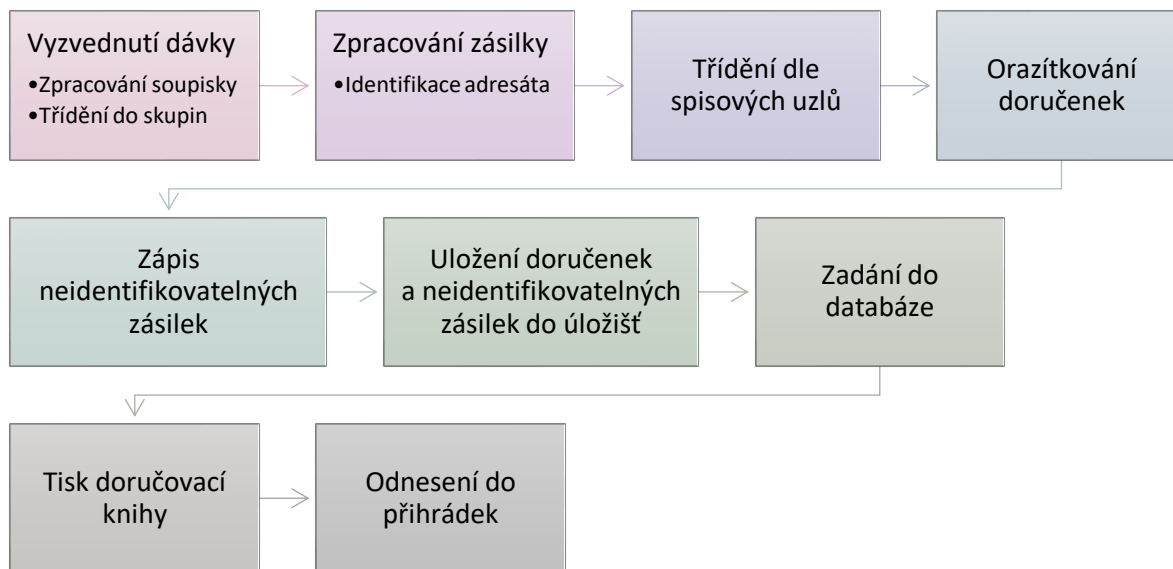 Vyzvednutí dávky
•Zpracování soupisky
•Třídění do skupin
Zpracování zásilky
•Identifikace adresáta
Třídění dle
spisových uzlů
Orazítkování
doručenek
Zápis
neidentifikovatelných
zásilek
Uložení doručenek
a neidentifikovatelných
zásilek do úložišť
Zadání do
databáze
Tisk doručovací
knihy
Odnesení do
přihrádek